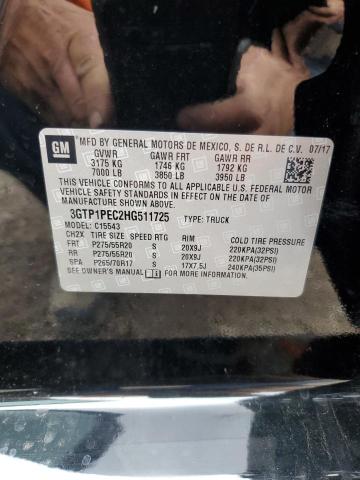 GM
MFD BY GENERAL MOTORS DE MEXICO, S. DE R.L. DE C.V. 07/17
GVWR GAWR FRT GAWR RR
3175 KG 1746 KG 1792 KG
7000 LB 3850 LB 3950 LB
THIS VEHICLE CONFORMS TO ALL APPLICABLE U.S. FEDERAL MOTOR
VEHICLE SAFETY STANDARDS IN EFFECT ON THE DATE OF
MANUFACTURE SHOWN ABOVE.
3GTP1PEC2HG511725 TYPE: TRUCK
MODEL: C15543
CH2X TIRE SIZE SPEED RTG RIM COLD TIRE PRESSURE
FRT P275/55R20 S 20X9J 220KPA(32PSI)
RR P275/55R20 S 20X9J 220KPA(32PSI)
SPA P265/70R17 S 17X7.5J 240KPA(35PSI)
SEE OWNER'S MANUAL FOR MORE INFORMATION.